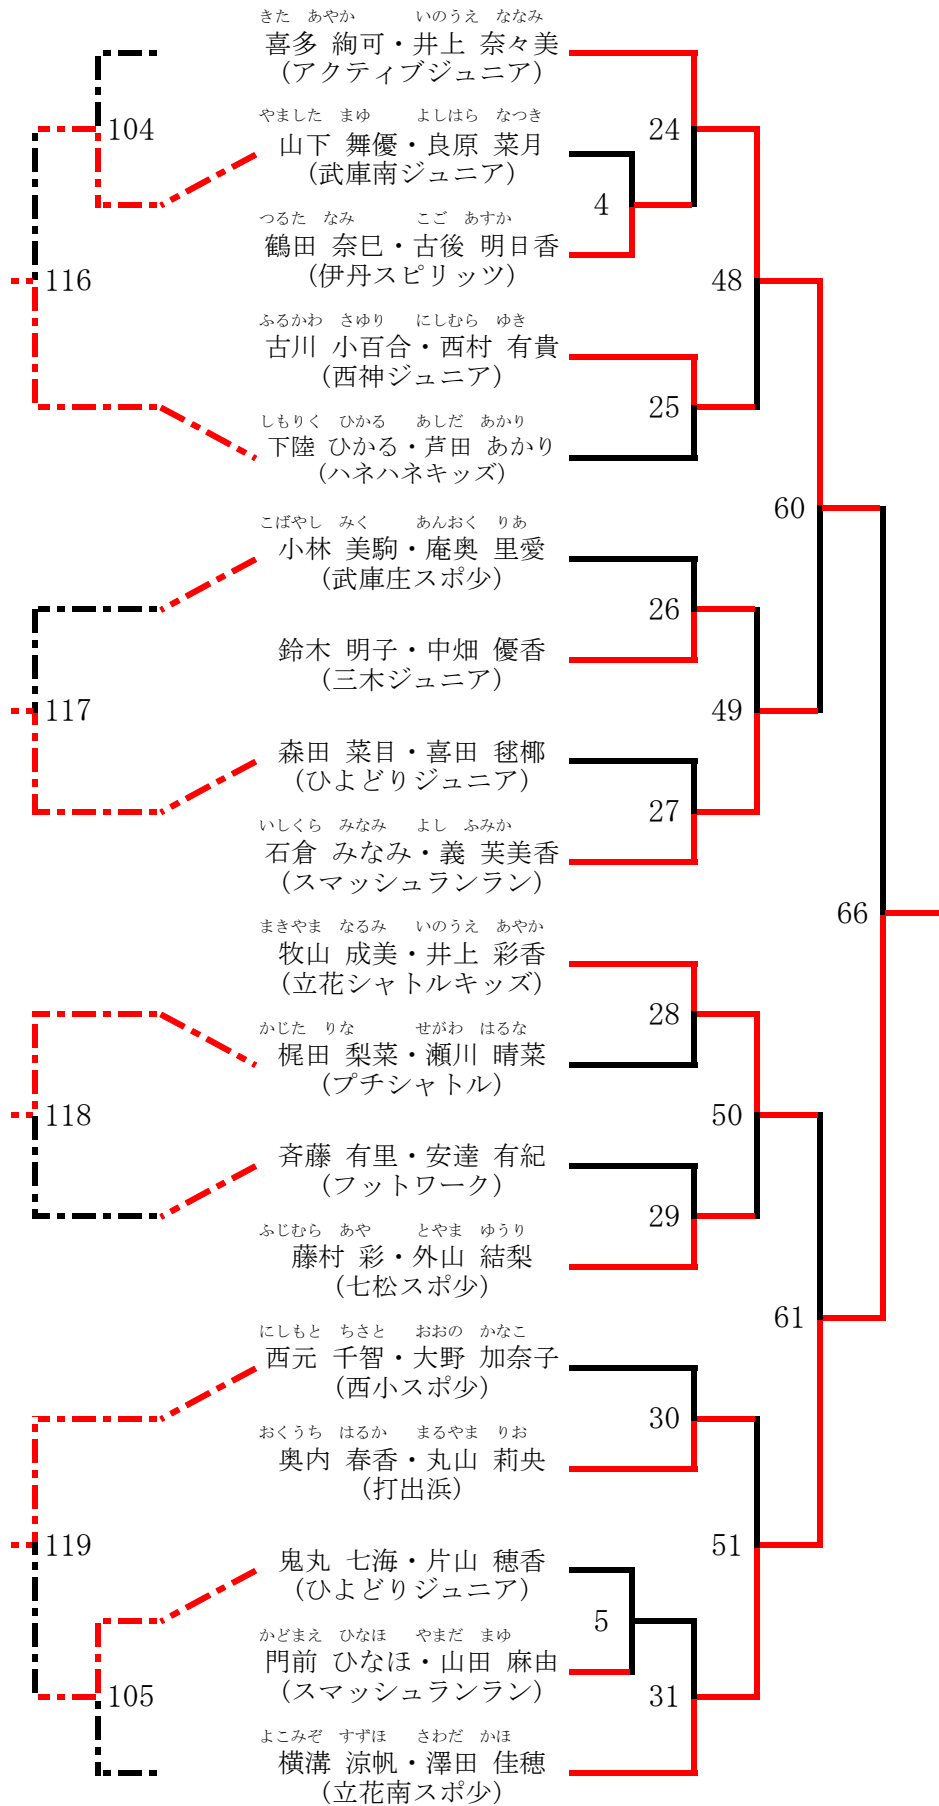 きた あやか いのうえ ななみ
喜多 絢可・井上 奈々美
(アクティブジュニア)
104
24
やました まゆ よしはら なつき
山下 舞優・良原 菜月
(武庫南ジュニア)
4
つるた なみ こご あすか
鶴田 奈巳・古後 明日香
(伊丹スピリッツ)
116
48
ふるかわ さゆり にしむら ゆき
古川 小百合・西村 有貴
(西神ジュニア)
25
しもりく ひかる あしだ あかり
下陸 ひかる・芦田 あかり
(ハネハネキッズ)
60
こばやし みく あんおく りあ
小林 美駒・庵奥 里愛
(武庫庄スポ少)
26
鈴木 明子・中畑 優香
(三木ジュニア)
117
49
森田 菜目・喜田 毬椰
(ひよどりジュニア)
27
いしくら みなみ よし ふみか
石倉 みなみ・義 芙美香
(スマッシュランラン)
66
まきやま なるみ いのうえ あやか
牧山 成美・井上 彩香
(立花シャトルキッズ)
28
かじた りな せがわ はるな
梶田 梨菜・瀬川 晴菜
(プチシャトル)
118
50
斉藤 有里・安達 有紀
(フットワーク)
29
ふじむら あや とやま ゆうり
藤村 彩・外山 結梨
(七松スポ少)
61
にしもと ちさと おおの かなこ
西元 千智・大野 加奈子
(西小スポ少)
30
おくうち はるか まるやま りお
奥内 春香・丸山 莉央
(打出浜)
119
51
鬼丸 七海・片山 穂香
(ひよどりジュニア)
5
かどまえ ひなほ やまだ まゆ
門前 ひなほ・山田 麻由
(スマッシュランラン)
105
31
よこみぞ すずほ さわだ かほ
横溝 涼帆・澤田 佳穂
(立花南スポ少)